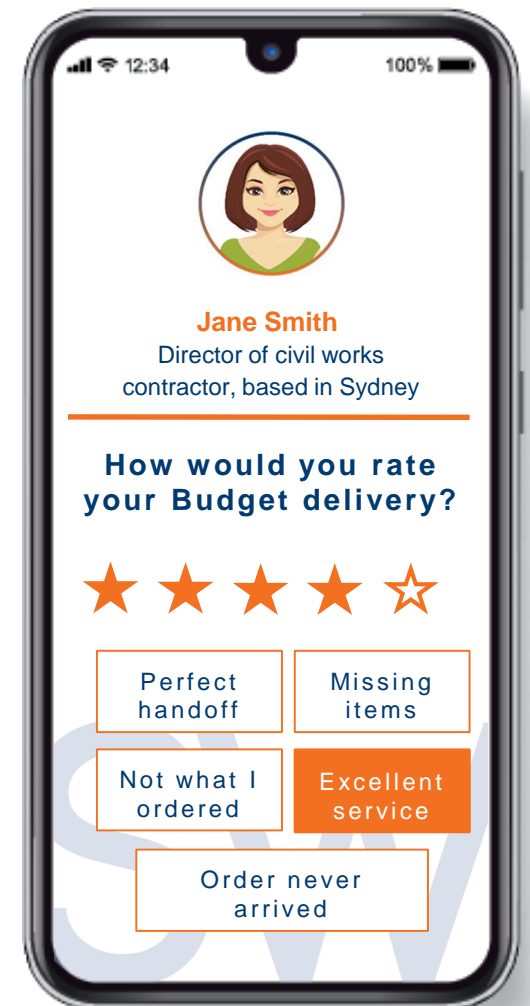 12:34
100%
Jane Smith
Director of civil works
contractor, based in Sydney
How would you rate
your Budget delivery?
Perfect
handoff
Missing
items
Not what I
ordered
Excellent
service
Order never
arrived
SW